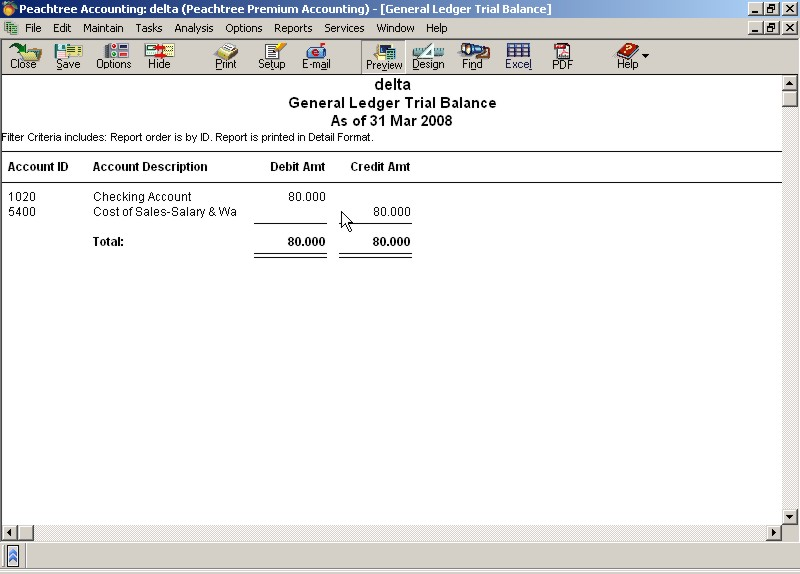 Peachtree Accounting: delta (Peachtree Premium Accounting) - [General Ledger Trial Balance]
File Edit Maintain Tasks Analysis Options Reports Services Window Help
Close Save Options Hide Print Setup E-mail Preview Design Find Excel PDF Help
delta
General Ledger Trial Balance
As of 31 Mar 2008
Filter Criteria includes: Report order is by ID. Report is printed in Detail Format.
Account ID Account Description Debit Amt Credit Amt
1020 Checking Account 80.000
5400 Cost of Sales-Salary & Wa 80.000
Total: 80.000 80.000